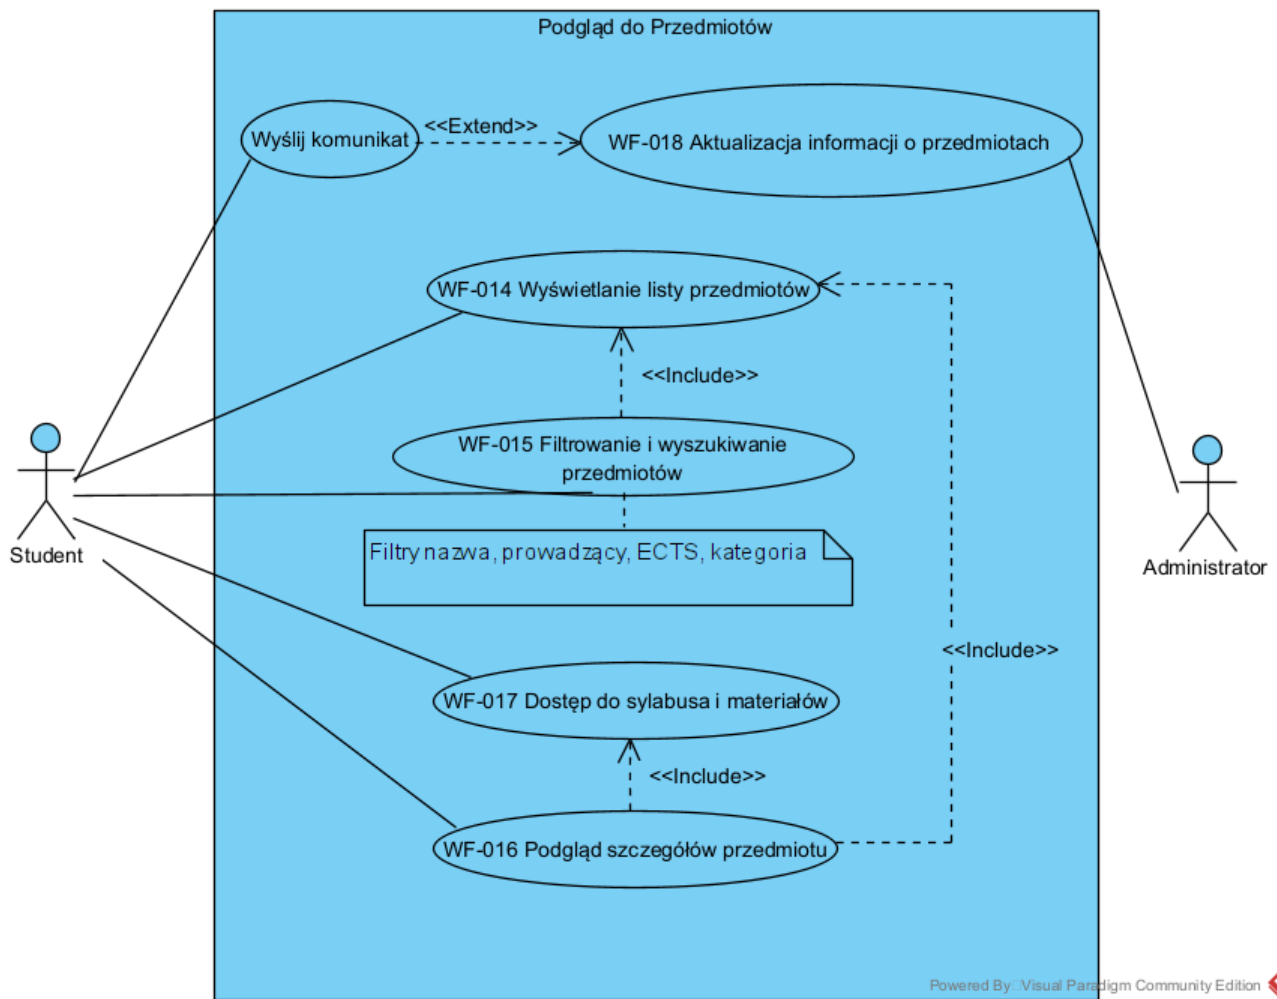 Podgląd do Przedmiotów
Wyślij komunikat
<<Extend>>
WF-018 Aktualizacja informacji o przedmiotach
WF-014 Wyświetlanie listy przedmiotów
<<Include>>
WF-015 Filtrowanie i wyszukiwanie
przedmiotów
Filtry nazwa, prowadzący, ECTS, kategoria
Student
Administrator
<<Include>>
WF-017 Dostęp do sylabusa i materiałów
<<Include>>
WF-016 Podgląd szczegółów przedmiotu
Powered By Visual Paradigm Community Edition